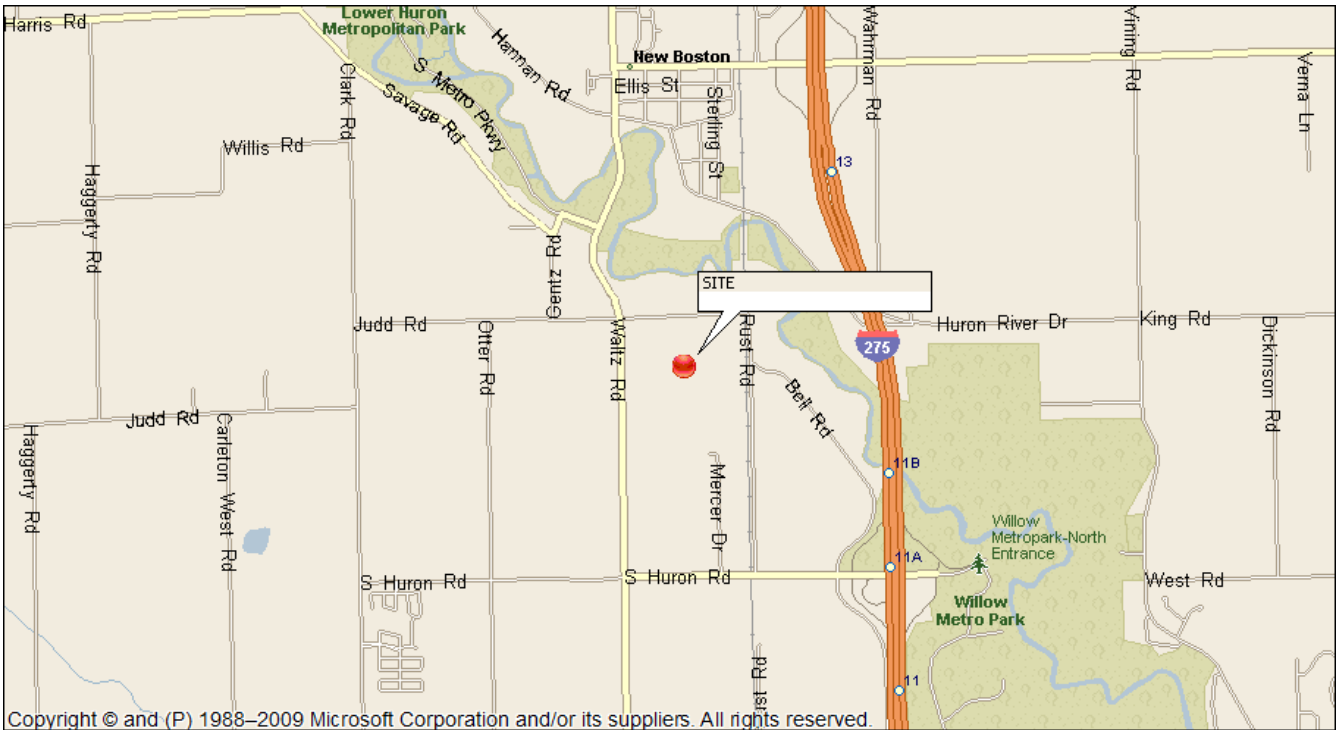 Harris Rd
Lower Huron
Metropolitan Park
Hannan Rd
New Boston
Ellis St
Sterling St
Wahrman Rd
Vining Rd
Verna Ln
Clark Rd
S Metro Pkwy
Savage Rd
Willis Rd
13
Haggerty Rd
Gentz Rd
SITE
Judd Rd
Otter Rd
Waltz Rd
Rust Rd
275
Huron River Dr
King Rd
Dickinson Rd
Bell Rd
Judd Rd
Carleton West Rd
Haggerty Rd
11B
Mercer Dr
Willow
Metropark-North
Entrance
11A
S Huron Rd
S Huron Rd
West Rd
Willow
Metro Park
11
Copyright © and (P) 1988–2009 Microsoft Corporation and/or its suppliers. All rights reserved.